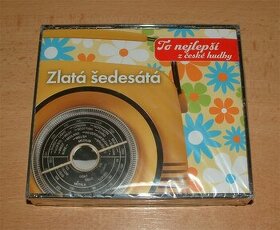 To nejlepší
z české hudby
Zlatá šedesátá